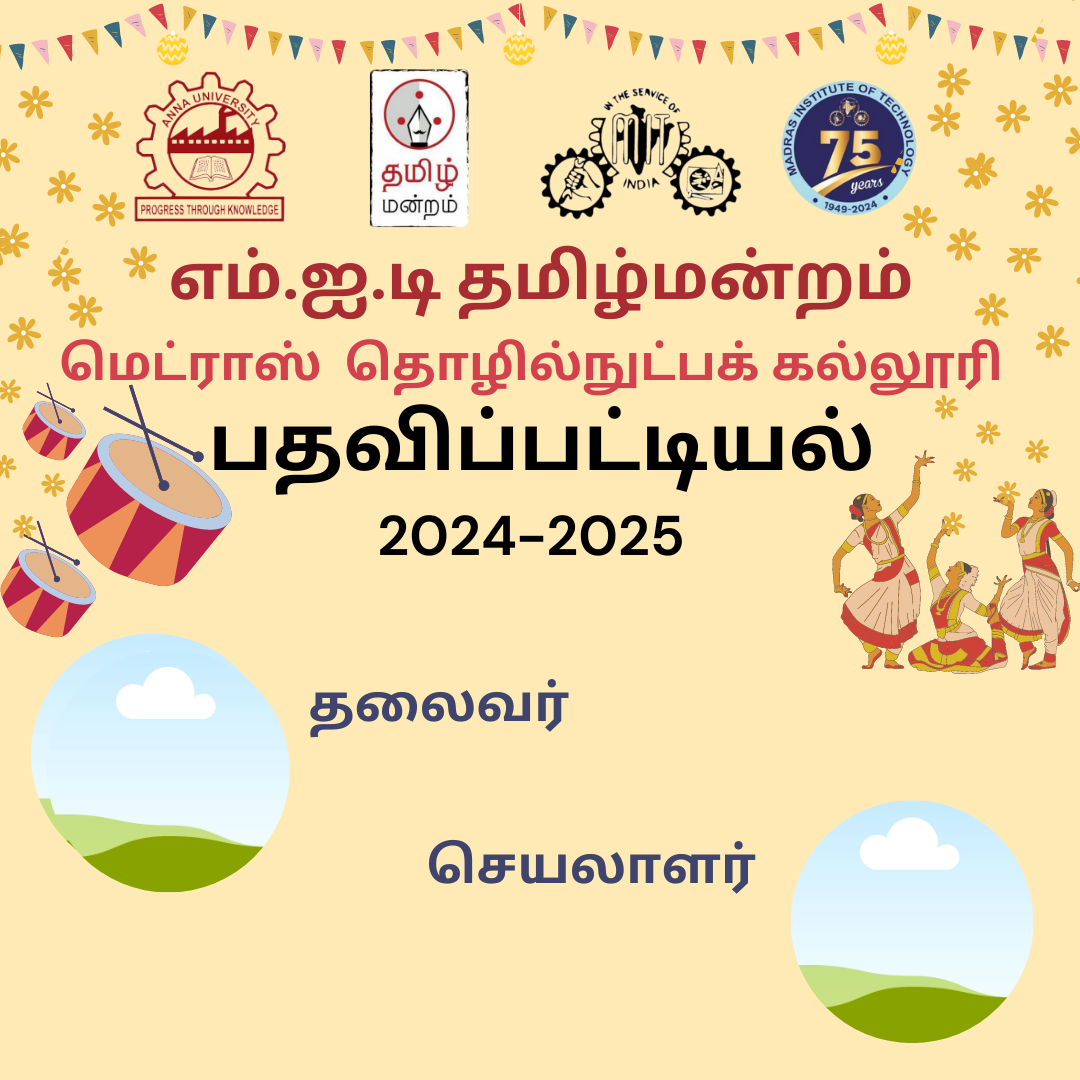 ANNA UNIVERSITY
PROGRESS THROUGH KNOWLEDGE
தமிழ்
மன்றம்
IN THE SERVICE OF
MIT
INDIA
MADRAS INSTITUTE OF TECHNOLOGY
75
years
1949-2024
எம்.ஐ.டி தமிழ்மன்றம்
மெட்ராஸ் தொழில்நுட்பக் கல்லூரி
பதவிப்பட்டியல்
2024-2025
தலைவர்
செயலாளர்